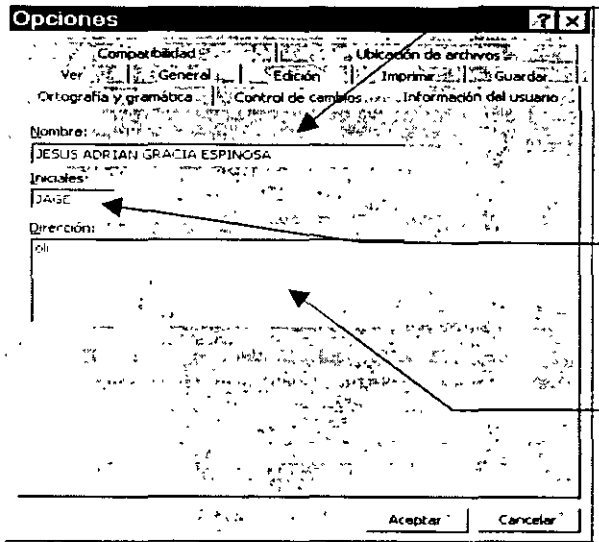 Opciones
Compatibilidad Ubicación de archivos
Ver General Edición Imprimir Guardar
Ortografía y gramática Control de cambios Información del usuario
Nombre:
JESUS ADRIAN GRACIA ESPINOSA
Iniciales:
JAGE
Dirección:
Aceptar Cancelar